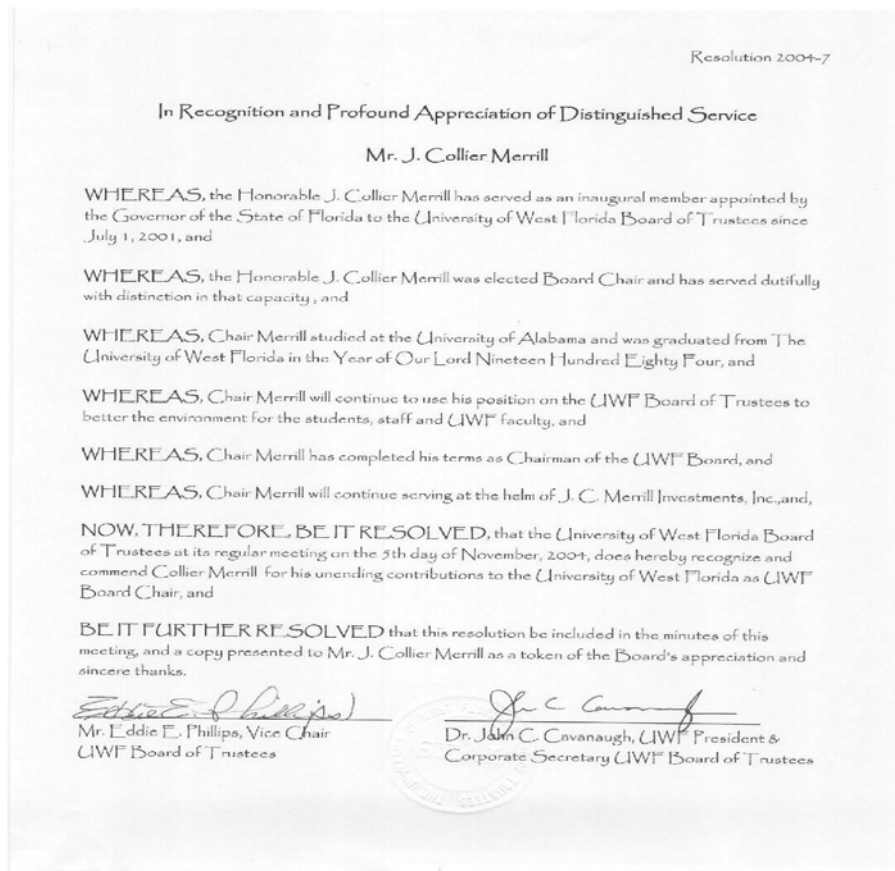 Resolution 2004-7
In Recognition and Profound Appreciation of Distinguished Service
Mr. J. Collier Merrill
WHEREAS, the Honorable J. Collier Merrill has served as an inaugural member appointed by
the Governor of the State of Florida to the University of West Florida Board of Trustees since
July 1, 2001, and
WHEREAS, the Honorable J. Collier Merrill was elected Board Chair and has served dutifully
with distinction in that capacity , and
WHEREAS, Chair Merrill studied at the University of Alabama and was graduated from The
University of West Florida in the Year of Our Lord Nineteen Hundred Eighty Four, and
WHEREAS, Chair Merrill will continue to use his position on the UWF Board of Trustees to
better the environment for the students, staff and UWF faculty, and
WHEREAS, Chair Merrill has completed his terms as Chairman of the UWF Board, and
WHEREAS, Chair Merrill will continue serving at the helm of J. C. Merrill Investments, Inc.,and,
NOW, THEREFORE, BE IT RESOLVED, that the University of West Florida Board
of Trustees at its regular meeting on the 5th day of November, 2004, does hereby recognize and
commend Collier Merrill for his unending contributions to the University of West Florida as UWF
Board Chair, and
BE IT FURTHER RESOLVED that this resolution be included in the minutes of this
meeting, and a copy presented to Mr. J. Collier Merrill as a token of the Board's appreciation and
sincere thanks.
Eddie E. Phillips
Mr. Eddie E. Phillips, Vice Chair
UWF Board of Trustees
John C. Cavanaugh
Dr. John C. Cavanaugh, UWF President &
Corporate Secretary UWF Board of Trustees